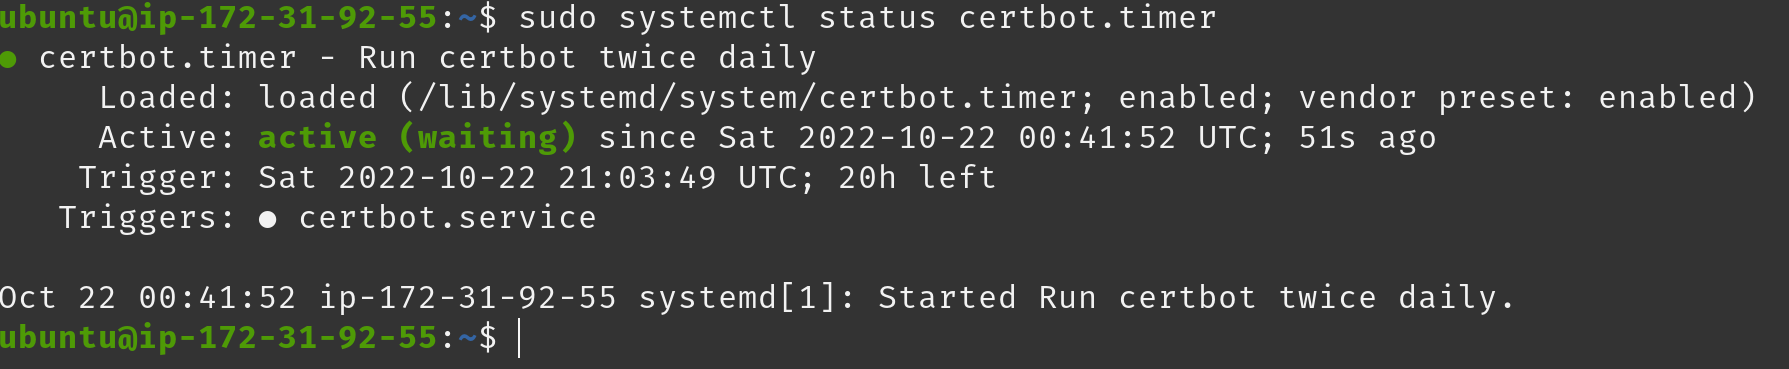 ubuntu@ip-172-31-92-55:~$ sudo systemctl status certbot.timer
● certbot.timer - Run certbot twice daily
     Loaded: loaded (/lib/systemd/system/certbot.timer; enabled; vendor preset: enabled)
     Active: active (waiting) since Sat 2022-10-22 00:41:52 UTC; 51s ago
    Trigger: Sat 2022-10-22 21:03:49 UTC; 20h left
   Triggers: ● certbot.service

Oct 22 00:41:52 ip-172-31-92-55 systemd[1]: Started Run certbot twice daily.
ubuntu@ip-172-31-92-55:~$